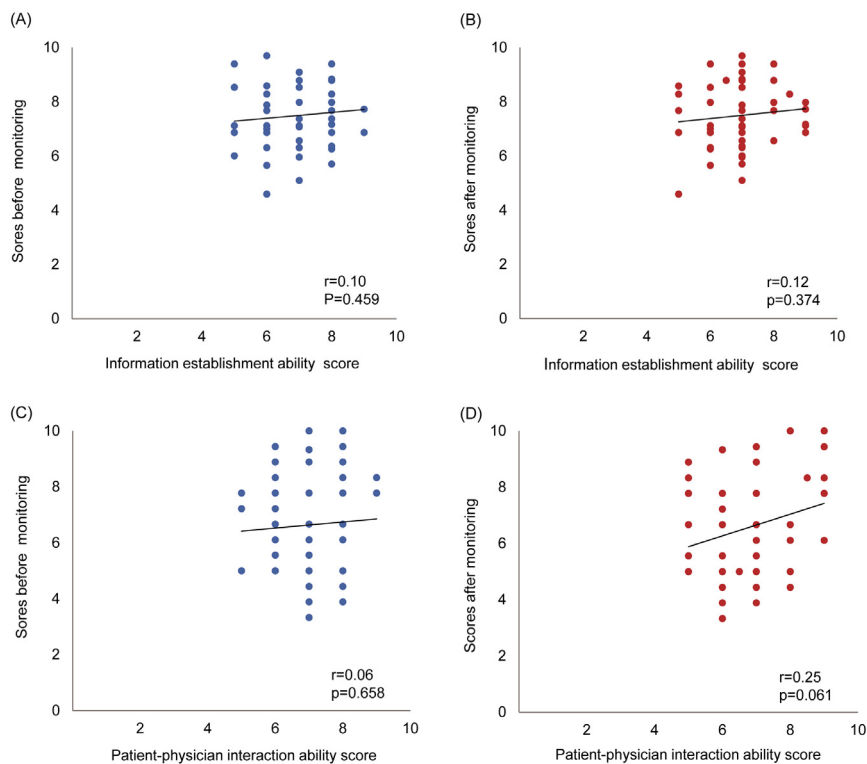 (A)
Sores before monitoring
10
8
6
4
2
0
2 4 6 8 10
r=0.10
P=0.459
Information establishment ability score
(B)
Sores after monitoring
10
8
6
4
2
0
2 4 6 8 10
r=0.12
p=0.374
Information establishment ability score
(C)
Sores before monitoring
10
8
6
4
2
0
2 4 6 8 10
r=0.06
p=0.658
Patient-physician interaction ability score
(D)
Scores after monitoring
10
8
6
4
2
0
2 4 6 8 10
r=0.25
p=0.061
Patient-physician interaction ability score